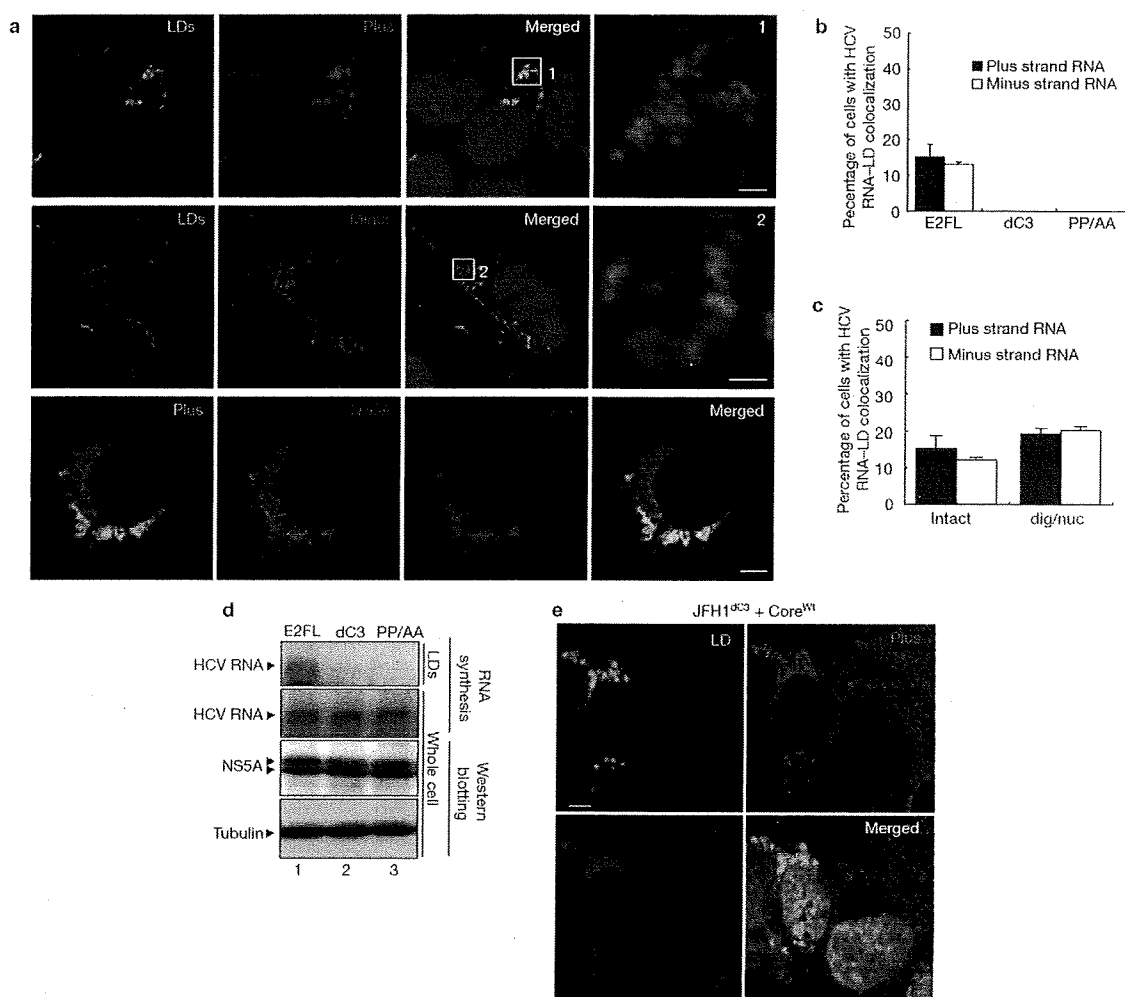 a
LDs
Plus
Merged
1
1
LDs
Minus
Merged
2
2
Plus
Merged
b
Pecentage of cells with HCV
RNA–LD colocalization
50
40
30
20
10
0
Plus strand RNA
Minus strand RNA
E2FL dC3 PP/AA
c
Percentage of cells with HCV
RNA–LD colocalization
50
40
30
20
10
0
Plus strand RNA
Minus strand RNA
Intact dig/nuc
d
E2FL dC3 PP/AA
HCV RNA
HCV RNA
NS5A
Tubulin
LDs
Whole cell
RNA
synthesis
Western
blotting
1 2 3
e
JFH1dC3 + CoreWt
LD
Plus
Merged